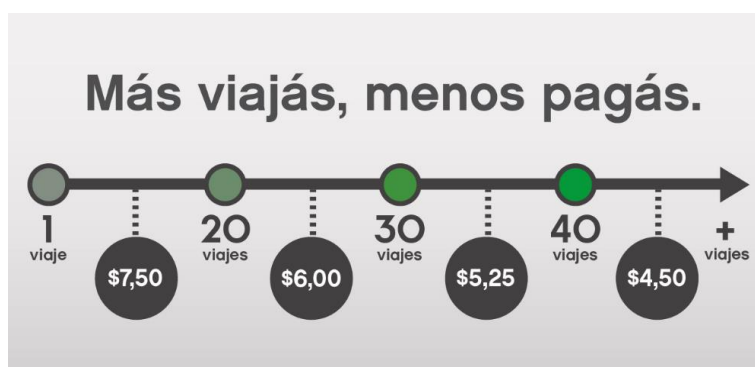 Más viajás, menos pagás.
1 20 30 40 +
viaje viajes viajes viajes viajes
$7,50 $6,00 $5,25 $4,50